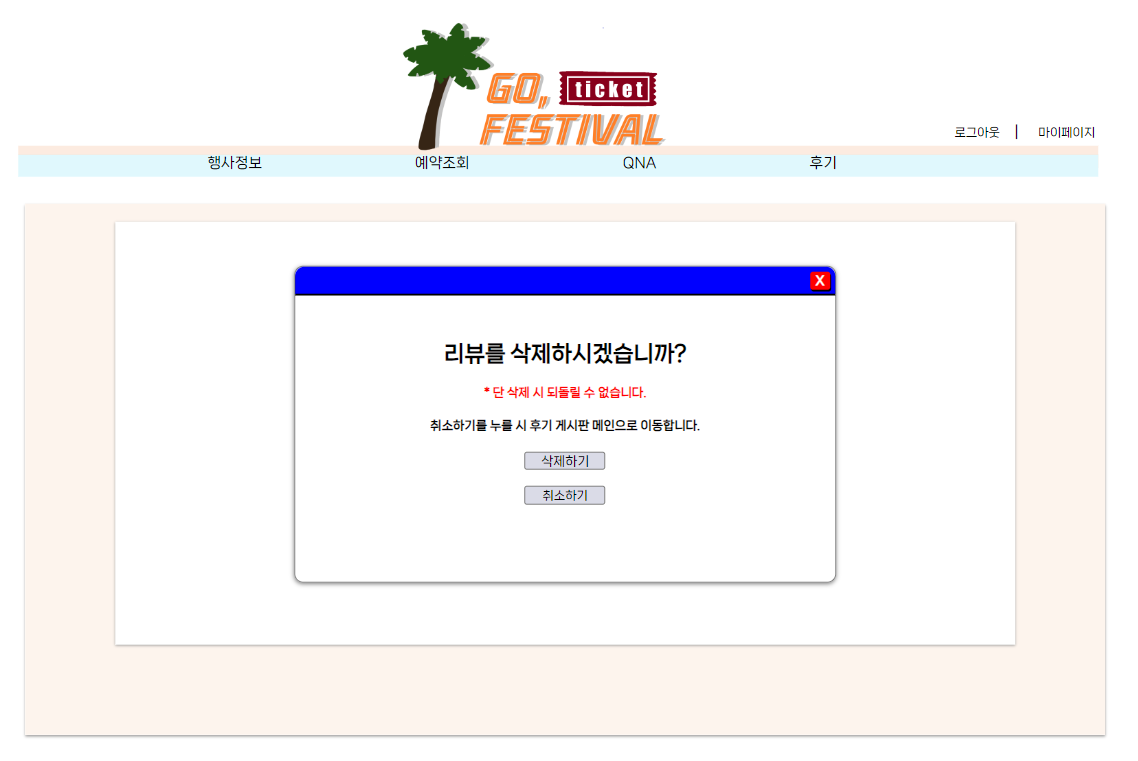 GO, ticket
FESTIVAL
로그아웃 | 마이페이지
행사정보 예약조회 QNA 후기
X
리뷰를 삭제하시겠습니까?
* 단 삭제 시 되돌릴 수 없습니다.
취소하기를 누를 시 후기 게시판 메인으로 이동합니다.
삭제하기
취소하기